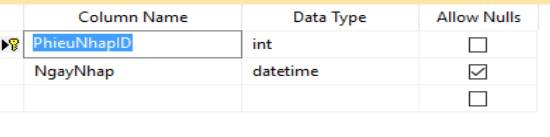 Column Name Data Type Allow Nulls
PhieuNhapID int
NgayNhap datetime